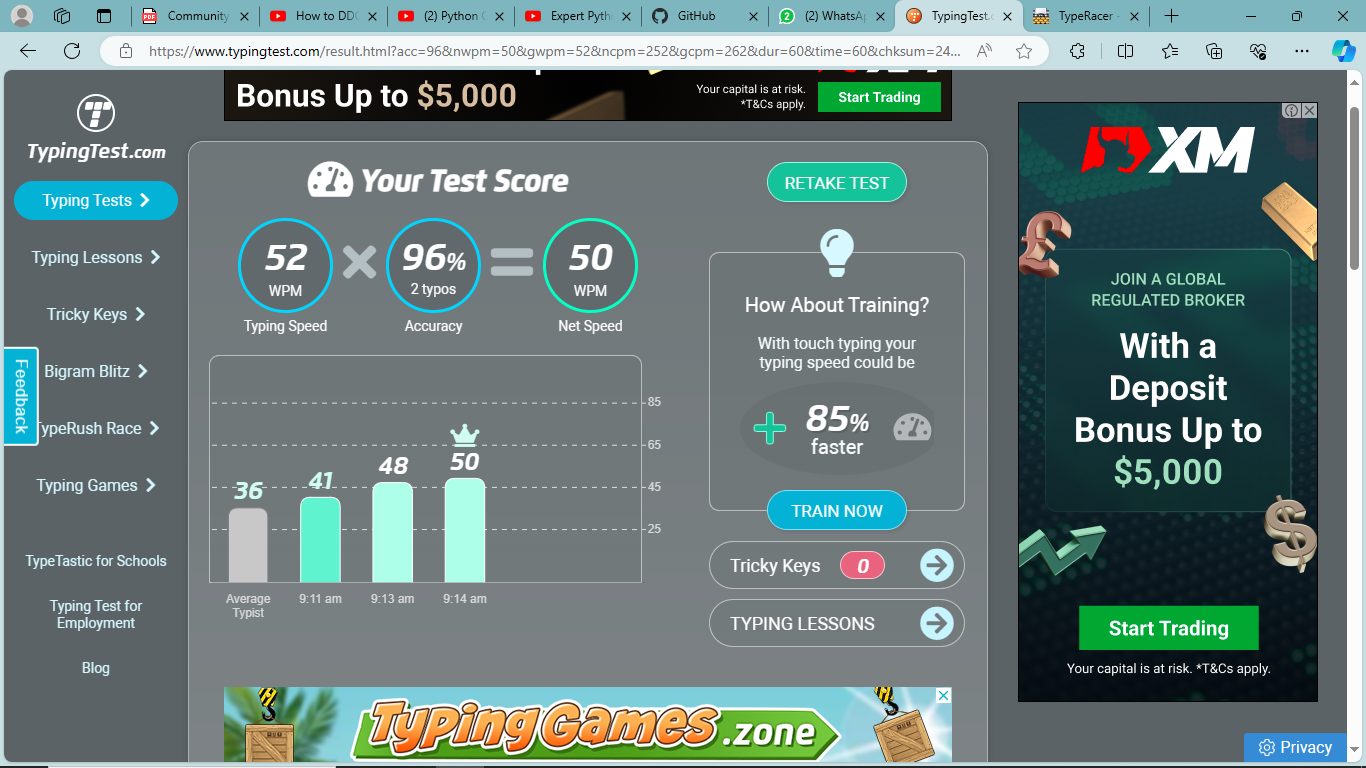 Community
How to DDO
(2) Python
Expert Pyth
GitHub
(2) WhatsA
TypingTest.
TypeRacer -
https://www.typingtest.com/result.html?acc=96&nwpm=50&gwpm=52&ncpm=252&gcpm=262&dur=60&time=60&chksum=24...
Bonus Up to $5,000
Your capital is at risk.
*T&Cs apply.
Start Trading
TypingTest.com
Typing Tests
Typing Lessons
Tricky Keys
Bigram Blitz
TypeRush Race
Typing Games
Feedback
TypeTastic for Schools
Typing Test for
Employment
Blog
Your Test Score
RETAKE TEST
52
WPM
Typing Speed
96%
2 typos
Accuracy
50
WPM
Net Speed
85
65
45
25
36
41
48
50
Average
Typist
9:11 am
9:13 am
9:14 am
How About Training?
With touch typing your
typing speed could be
+ 85%
faster
TRAIN NOW
Tricky Keys 0
TYPING LESSONS
XM
JOIN A GLOBAL
REGULATED BROKER
With a
Deposit
Bonus Up to
$5,000
Start Trading
Your capital is at risk. *T&Cs apply.
TypingGames.zone
Privacy